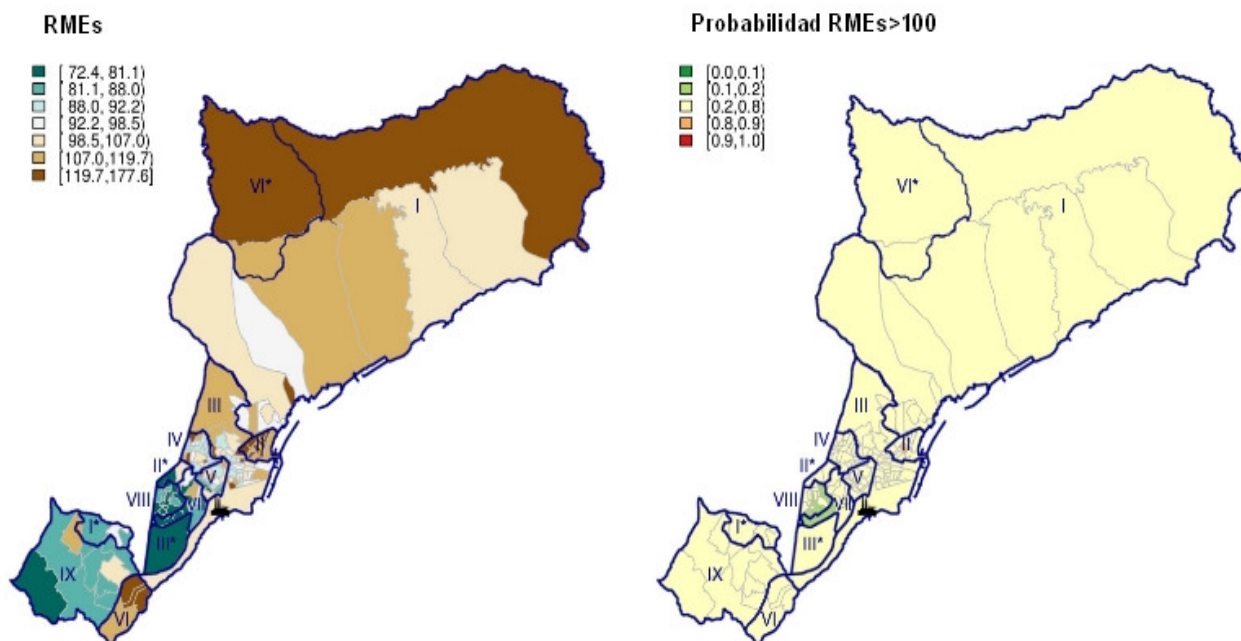 RMEs
[ 72.4, 81.1)
[ 81.1, 88.0)
[ 88.0, 92.2)
[ 92.2, 98.5)
[ 98.5,107.0)
[107.0,119.7)
[119.7,177.6]
VI*
I
III
IV
II
II*
V
VIII
VII
III*
I*
IX
VI
Probabilidad RMEs>100
[0.0,0.1)
[0.1,0.2)
[0.2,0.8)
[0.8,0.9)
[0.9,1.0]
VI*
I
III
IV
II
II*
V
VIII
VII
III*
I*
IX
VI